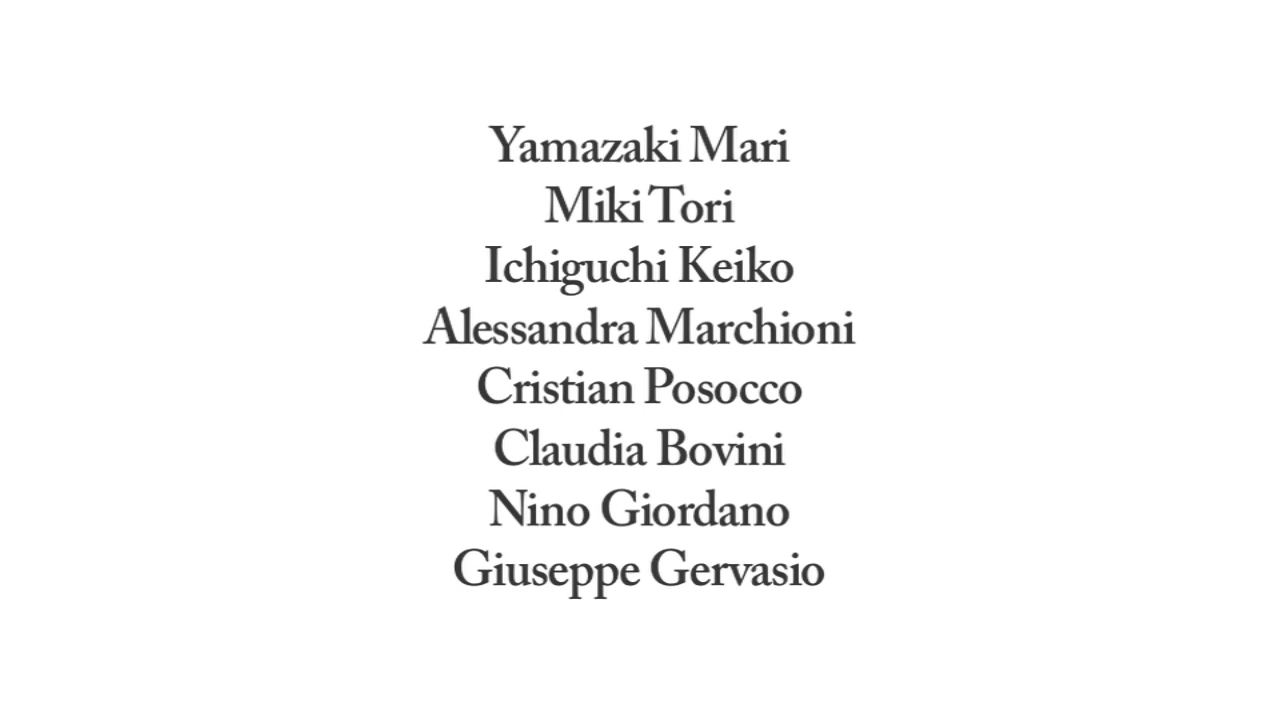 Yamazaki Mari
Miki Tori
Ichiguchi Keiko
Alessandra Marchioni
Cristian Posocco
Claudia Bovini
Nino Giordano
Giuseppe Gervasio